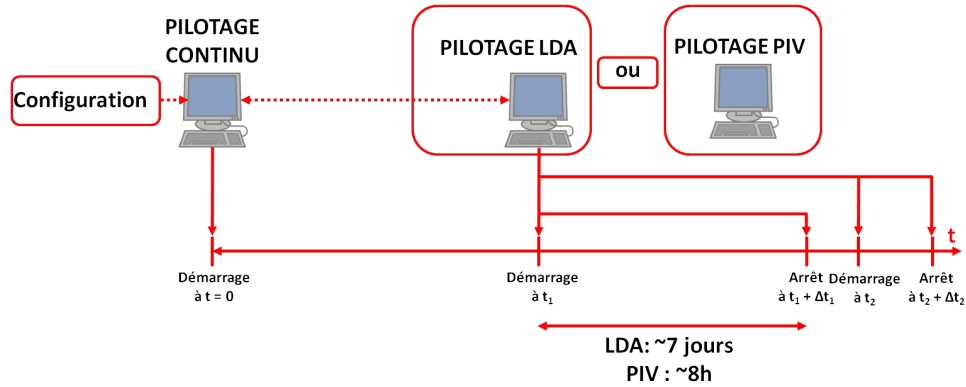 PILOTAGE
CONTINU
PILOTAGE LDA
ou
PILOTAGE PIV
Configuration
t
Démarrage
à t = 0
Démarrage
à t₁
Arrêt
à t₁ + Δt₁
Démarrage
à t₂
Arrêt
à t₂ + Δt₂
LDA: ~7 jours
PIV : ~8h